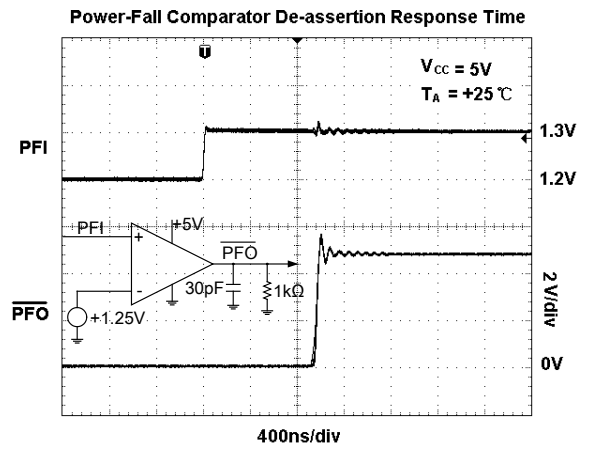 Power-Fall Comparator De-assertion Response Time
T
VCC = 5V
TA = +25℃
PFI
1.3V
1.2V
PFI
+5V
+
-
PFO
30pF
1kΩ
+1.25V
PFO
2 V/div
0V
400ns/div